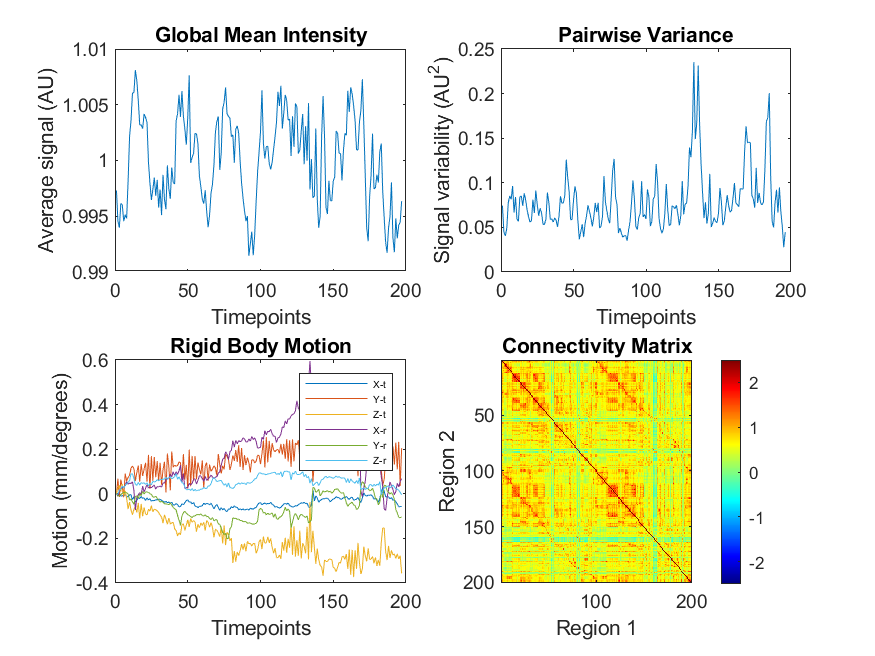 Global Mean Intensity
Average signal (AU)
1.01
1.005
1
0.995
0.99
0 50 100 150 200
Timepoints
Pairwise Variance
Signal variability (AU2)
0.25
0.2
0.15
0.1
0.05
0
0 50 100 150 200
Timepoints
Rigid Body Motion
Motion (mm/degrees)
0.6
0.4
0.2
0
-0.2
-0.4
0 50 100 150 200
Timepoints
X-t
Y-t
Z-t
X-r
Y-r
Z-r
Connectivity Matrix
Region 2
50
100
150
200
100 200
Region 1
2
1
0
-1
-2